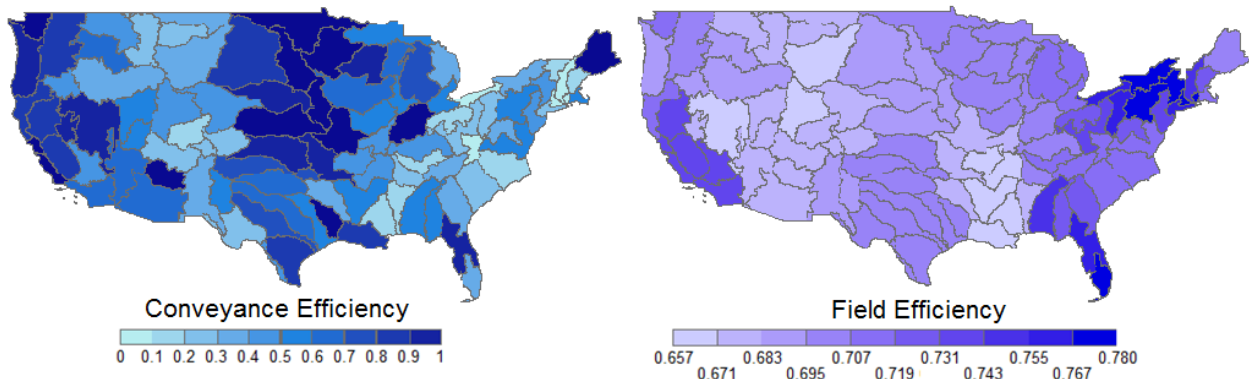 Conveyance Efficiency
0 0.1 0.2 0.3 0.4 0.5 0.6 0.7 0.8 0.9 1
Field Efficiency
0.657 0.683 0.707 0.731 0.755 0.780
0.671 0.695 0.719 0.743 0.767